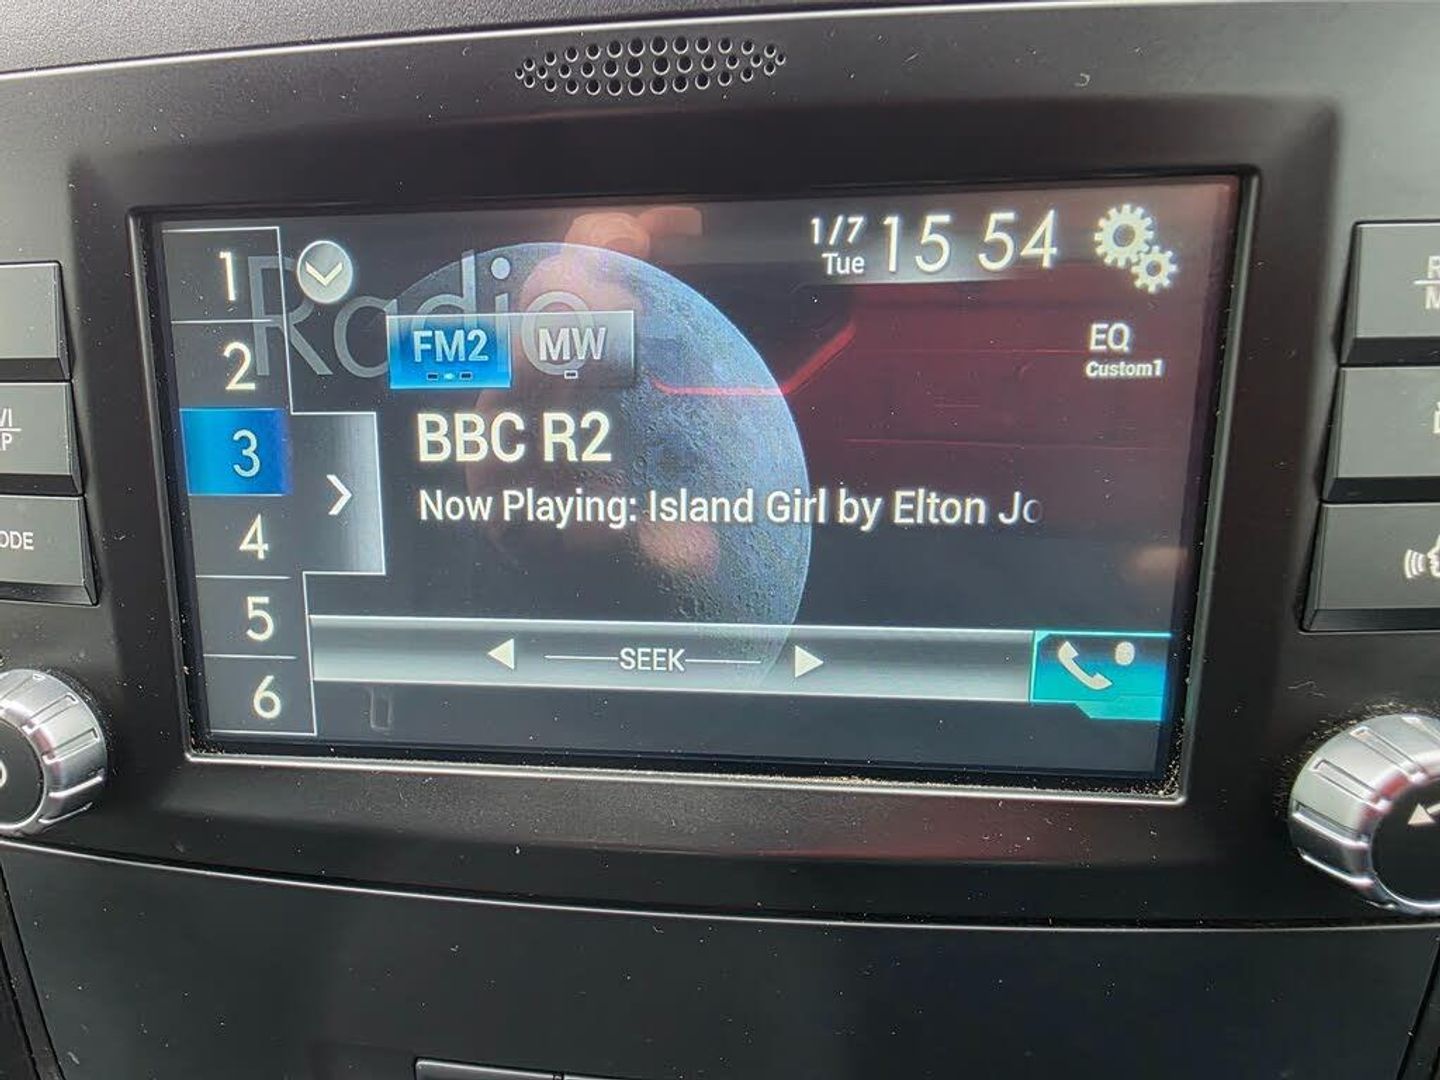 Radio
1/7
Tue
15 54
1
2
3
4
5
6
FM2
MW
EQ
Custom1
BBC R2
Now Playing: Island Girl by Elton Jo
SEEK
ODE